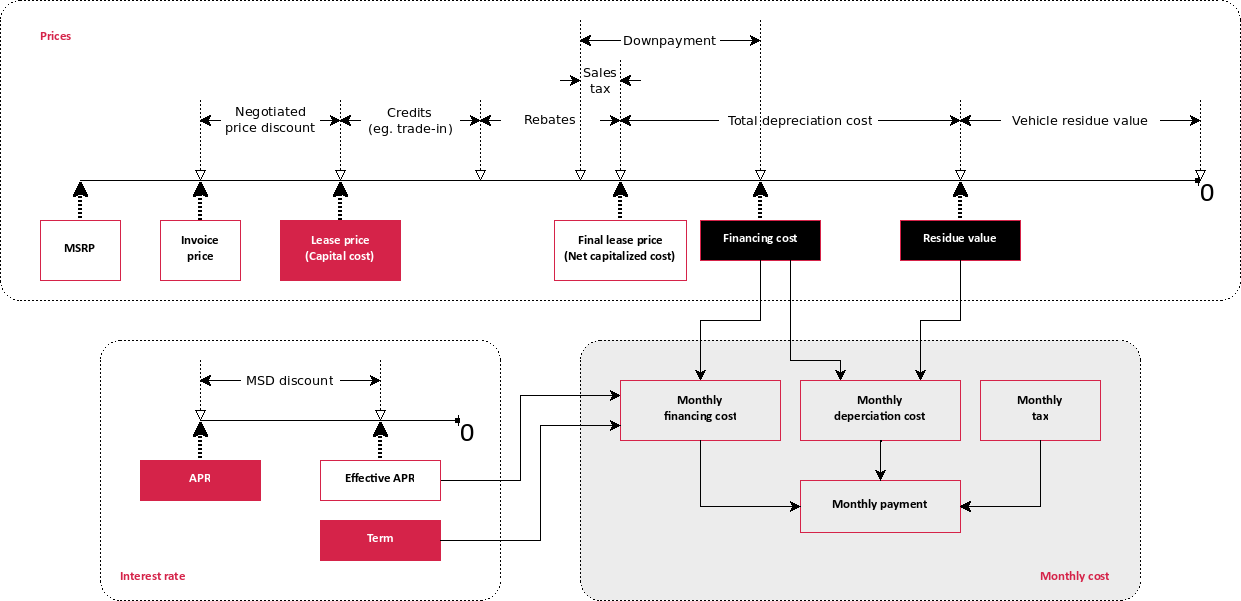 Prices
Downpayment
Sales
tax
Negotiated
price discount
Credits
(eg. trade-in)
Rebates
Total depreciation cost
Vehicle residue value
0
MSRP
Invoice
price
Lease price
(Capital cost)
Final lease price
(Net capitalized cost)
Financing cost
Residue value
MSD discount
0
APR
Effective APR
Term
Interest rate
Monthly
financing cost
Monthly
deperciation cost
Monthly
tax
Monthly payment
Monthly cost